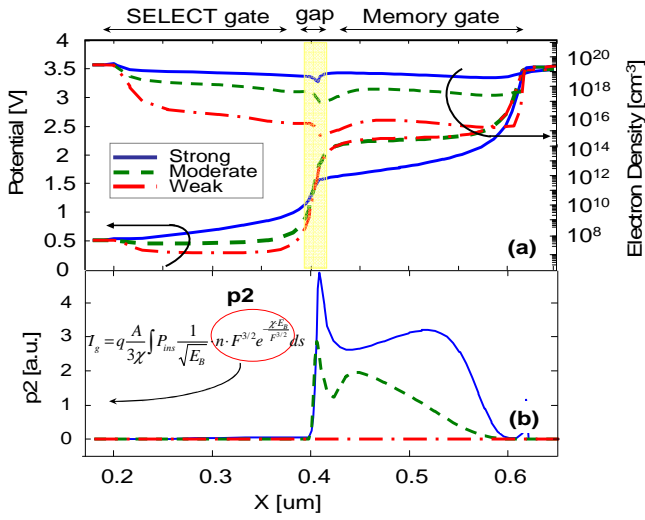 SELECT gate gap Memory gate
4
3.5
3
2.5
2
1.5
1
0.5
0
Potential [V]
10^20
10^18
10^16
10^14
10^12
10^10
10^8
Electron Density [cm^-3]
Strong
Moderate
Weak
(a)
p2
I_g = q A/3χ ∫ P_ins 1/√E_B · n · F^{3/2} e^{-χ·E_B/F^{3/2}} ds
4
3
2
1
0
p2 [a.u.]
(b)
0.2 0.3 0.4 0.5 0.6
X [um]